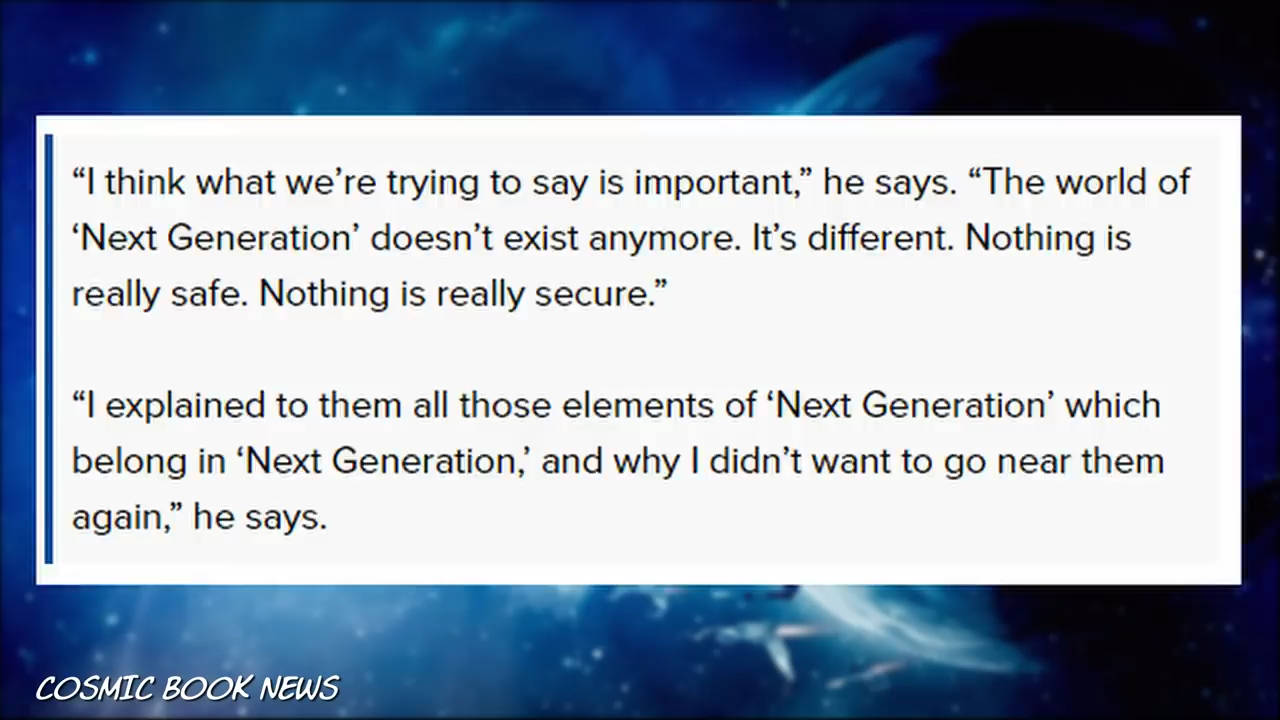 “I think what we’re trying to say is important,” he says. “The world of
‘Next Generation’ doesn’t exist anymore. It’s different. Nothing is
really safe. Nothing is really secure.”
“I explained to them all those elements of ‘Next Generation’ which
belong in ‘Next Generation,’ and why I didn’t want to go near them
again,” he says.
COSMIC BOOK NEWS